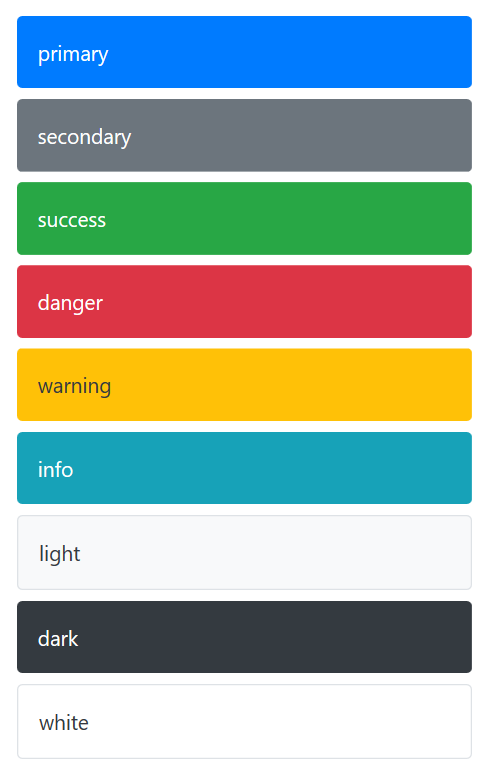 primary
secondary
success
danger
warning
info
light
dark
white